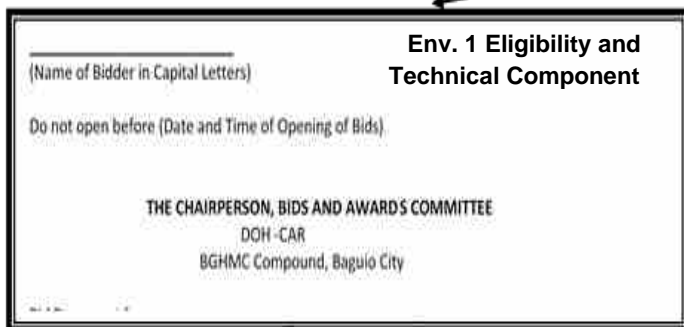 Env. 1 Eligibility and
Technical Component
(Name of Bidder in Capital Letters)
Do not open before (Date and Time of Opening of Bids).
THE CHAIRPERSON, BIDS AND AWARDS COMMITTEE
DOH -CAR
BGHMC Compound, Baguio City